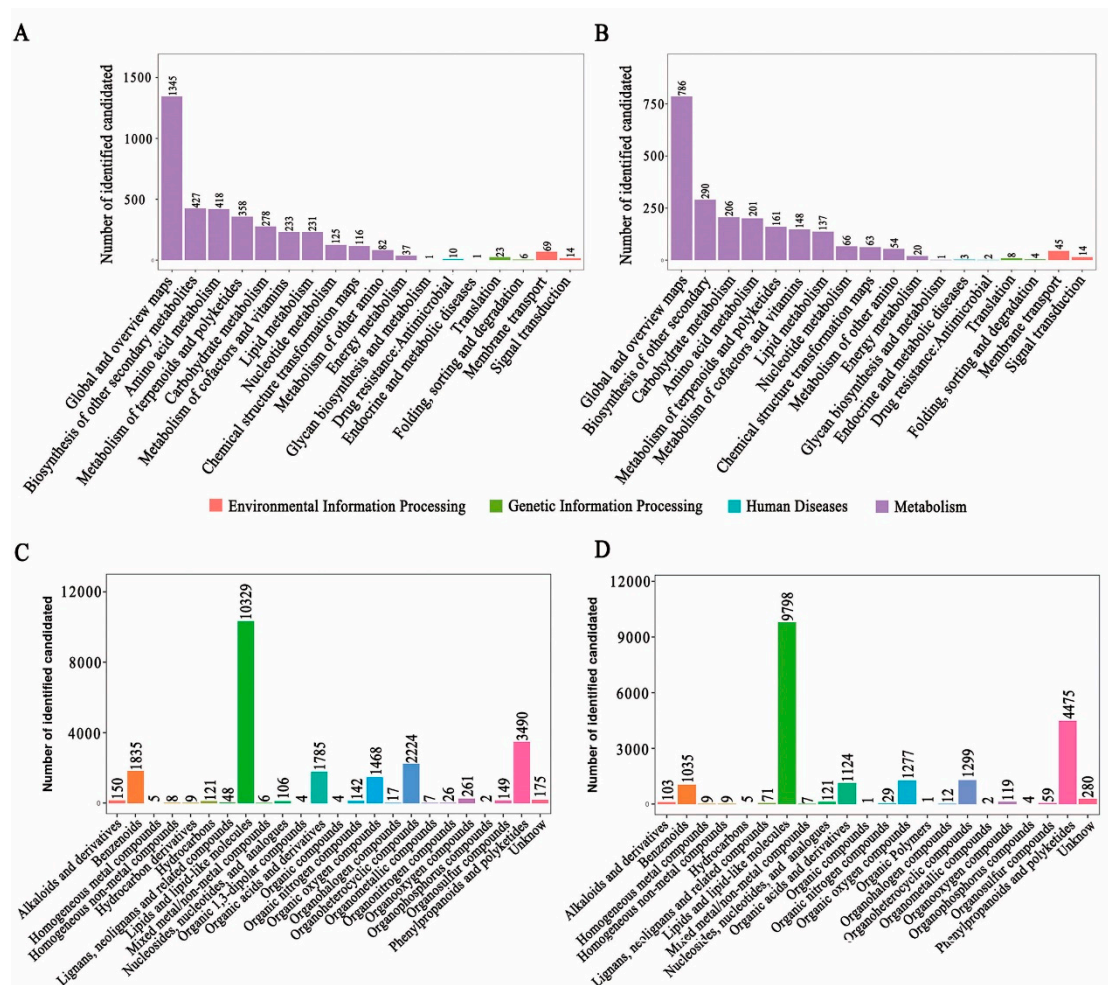 A
Number of identified candidated
1500
1000
500
0
1345
427
418
358
278
233
231
125
116
82
37
1
10
1
23
6
69
14
Global and overview maps
Biosynthesis of other secondary metabolites
Amino acid metabolism
Metabolism of terpenoids and polyketides
Carbohydrate metabolism
Metabolism of cofactors and vitamins
Lipid metabolism
Nucleotide metabolism
Chemical structure transformation maps
Metabolism of other amino
Energy metabolism
Glycan biosynthesis and metabolism
Drug resistance:Antimicrobial
Endocrine and metabolic diseases
Translation
Folding, sorting and degradation
Membrane transport
Signal transduction
B
Number of identified candidated
750
500
250
0
786
290
206
201
161
148
137
66
63
54
20
1
3
2
8
4
45
14
Global and overview maps
Biosynthesis of other secondary
Carbohydrate metabolism
Amino acid metabolism
Metabolism of terpenoids and polyketides
Metabolism of cofactors and vitamins
Lipid metabolism
Nucleotide metabolism
Chemical structure transformation maps
Metabolism of other amino
Energy metabolism
Glycan biosynthesis and metabolism
Endocrine and metabolic diseases
Drug resistance:Antimicrobial
Translation
Folding, sorting and degradation
Membrane transport
Signal transduction
Environmental Information Processing
Genetic Information Processing
Human Diseases
Metabolism
C
Number of identified candidated
12000
8000
4000
0
150
1835
5
8
9
121
48
10329
6
106
4
1785
4
142
1468
17
2224
7
26
261
2
149
3490
175
Alkaloids and derivatives
Benzenoids
Homogeneous metal compounds
Homogeneous non-metal compounds
Hydrocarbon derivatives
Hydrocarbons
Lignans, neolignans and related compounds
Lipids and lipid-like molecules
Mixed metal/non-metal compounds
Nucleosides, nucleotides, and analogues
Organic 1,3-dipolar compounds
Organic acids and derivatives
Organic compounds
Organic nitrogen compounds
Organic oxygen compounds
Organohalogen compounds
Organoheterocyclic compounds
Organometallic compounds
Organonitrogen compounds
Organooxygen compounds
Organophosphorus compounds
Organosulfur compounds
Phenylpropanoids and polyketides
Unknow
D
Number of identified candidated
12000
9000
6000
3000
0
103
1035
9
9
5
71
9798
7
121
1124
1
29
1277
1
12
1299
2
119
4
59
4475
280
Alkaloids and derivatives
Benzenoids
Homogeneous metal compounds
Homogeneous non-metal compounds
Hydrocarbons
Lignans, neolignans and related compounds
Lipids and lipid-like molecules
Mixed metal/non-metal compounds
Nucleosides, nucleotides, and analogues
Organic acids and derivatives
Organic compounds
Organic nitrogen compounds
Organic oxygen compounds
Organic Polymers
Organohalogen compounds
Organoheterocyclic compounds
Organometallic compounds
Organooxygen compounds
Organophosphorus compounds
Organosulfur compounds
Phenylpropanoids and polyketides
Unknow